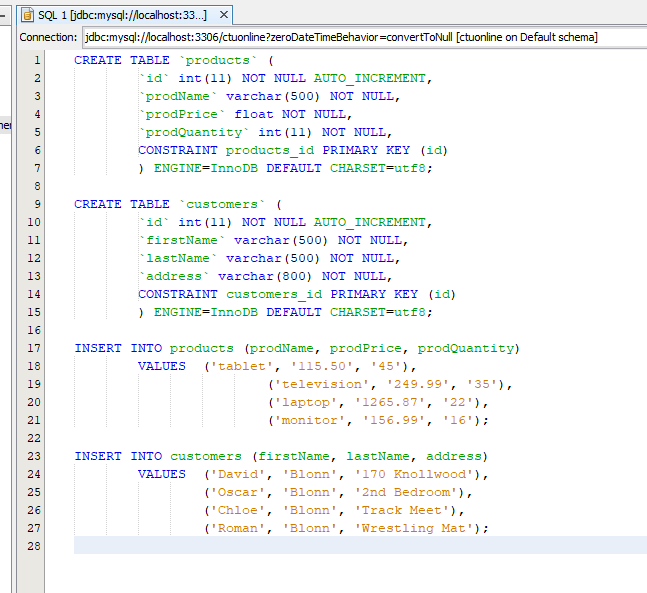 SQL 1 [jdbc:mysql://localhost:33...]
Connection: jdbc:mysql://localhost:3306/ctuonline?zeroDateTimeBehavior=convertToNull [ctuonline on Default schema]
1 CREATE TABLE `products` (
2 `id` int(11) NOT NULL AUTO_INCREMENT,
3 `prodName` varchar(500) NOT NULL,
4 `prodPrice` float NOT NULL,
5 `prodQuantity` int(11) NOT NULL,
6 CONSTRAINT products_id PRIMARY KEY (id)
7 ) ENGINE=InnoDB DEFAULT CHARSET=utf8;
8
9 CREATE TABLE `customers` (
10 `id` int(11) NOT NULL AUTO_INCREMENT,
11 `firstName` varchar(500) NOT NULL,
12 `lastName` varchar(500) NOT NULL,
13 `address` varchar(800) NOT NULL,
14 CONSTRAINT customers_id PRIMARY KEY (id)
15 ) ENGINE=InnoDB DEFAULT CHARSET=utf8;
16
17 INSERT INTO products (prodName, prodPrice, prodQuantity)
18 VALUES ('tablet', '115.50', '45'),
19 ('television', '249.99', '35'),
20 ('laptop', '1265.87', '22'),
21 ('monitor', '156.99', '16');
22
23 INSERT INTO customers (firstName, lastName, address)
24 VALUES ('David', 'Blonn', '170 Knollwood'),
25 ('Oscar', 'Blonn', '2nd Bedroom'),
26 ('Chloe', 'Blonn', 'Track Meet'),
27 ('Roman', 'Blonn', 'Wrestling Mat');
28